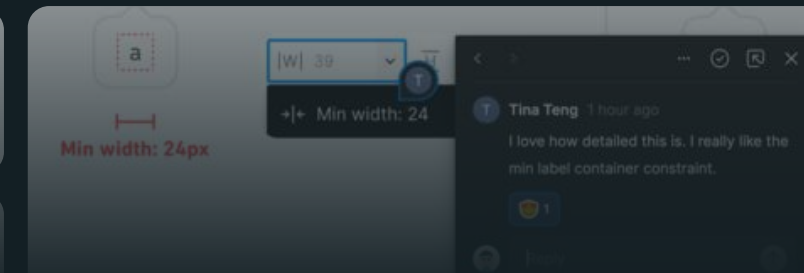 a
Min width: 24px
|W| 39
Min width: 24
T
T
Tina Teng 1 hour ago
I love how detailed this is. I really like the
min label container constraint.
1
Reply